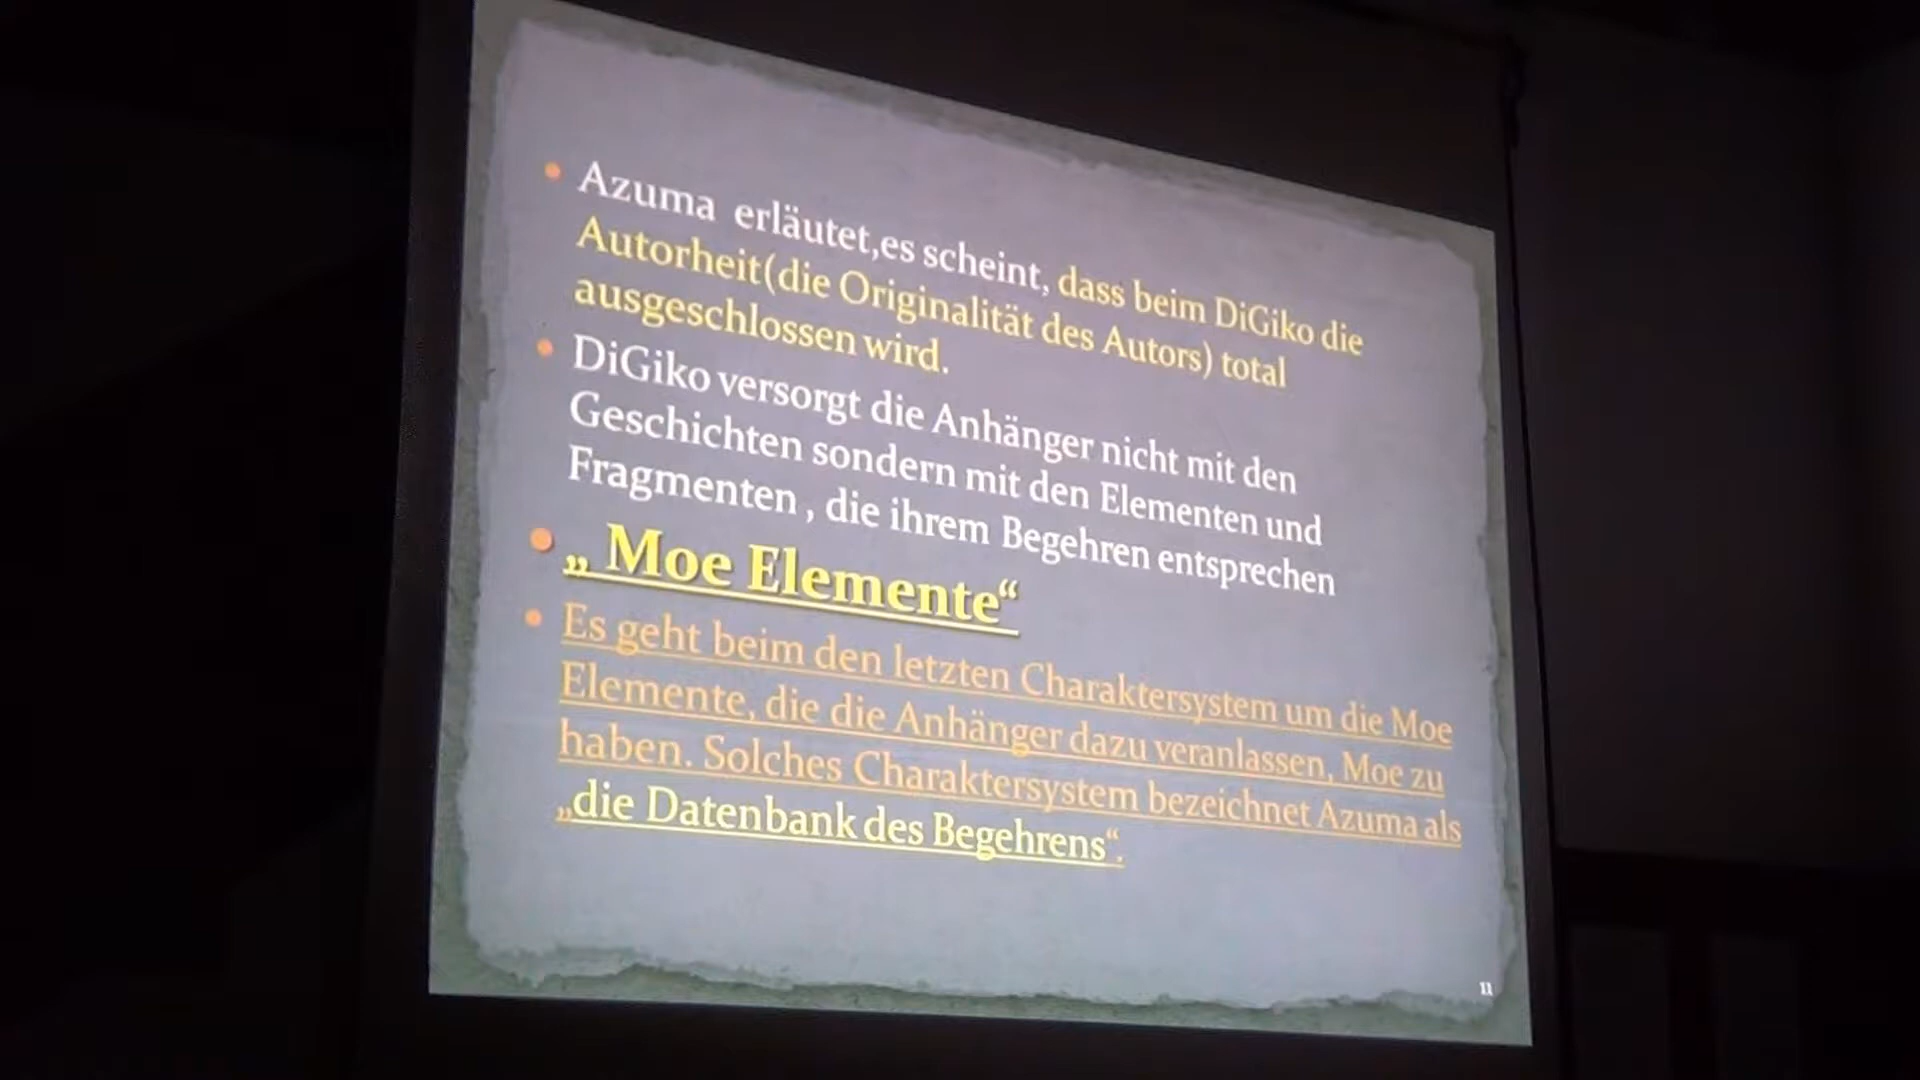 Azuma erläutet,es scheint, dass beim DiGiko die
Autorheit(die Originalität des Autors) total
ausgeschlossen wird.
DiGiko versorgt die Anhänger nicht mit den
Geschichten sondern mit den Elementen und
Fragmenten , die ihrem Begehren entsprechen
„ Moe Elemente“
Es geht beim den letzten Charaktersystem um die Moe
Elemente, die die Anhänger dazu veranlassen, Moe zu
haben. Solches Charaktersystem bezeichnet Azuma als
„die Datenbank des Begehrens“.
11